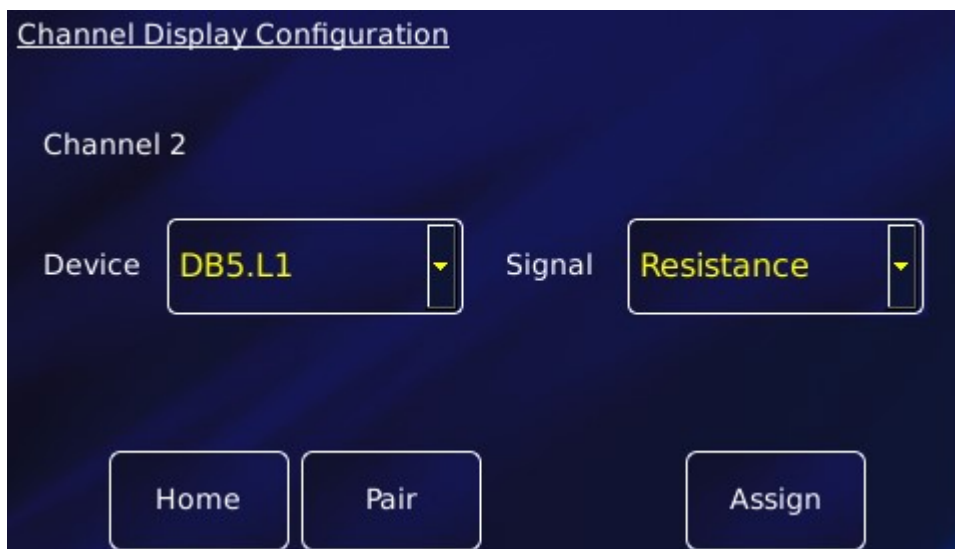 Channel Display Configuration
Channel 2
Device DB5.L1 Signal Resistance
Home Pair Assign